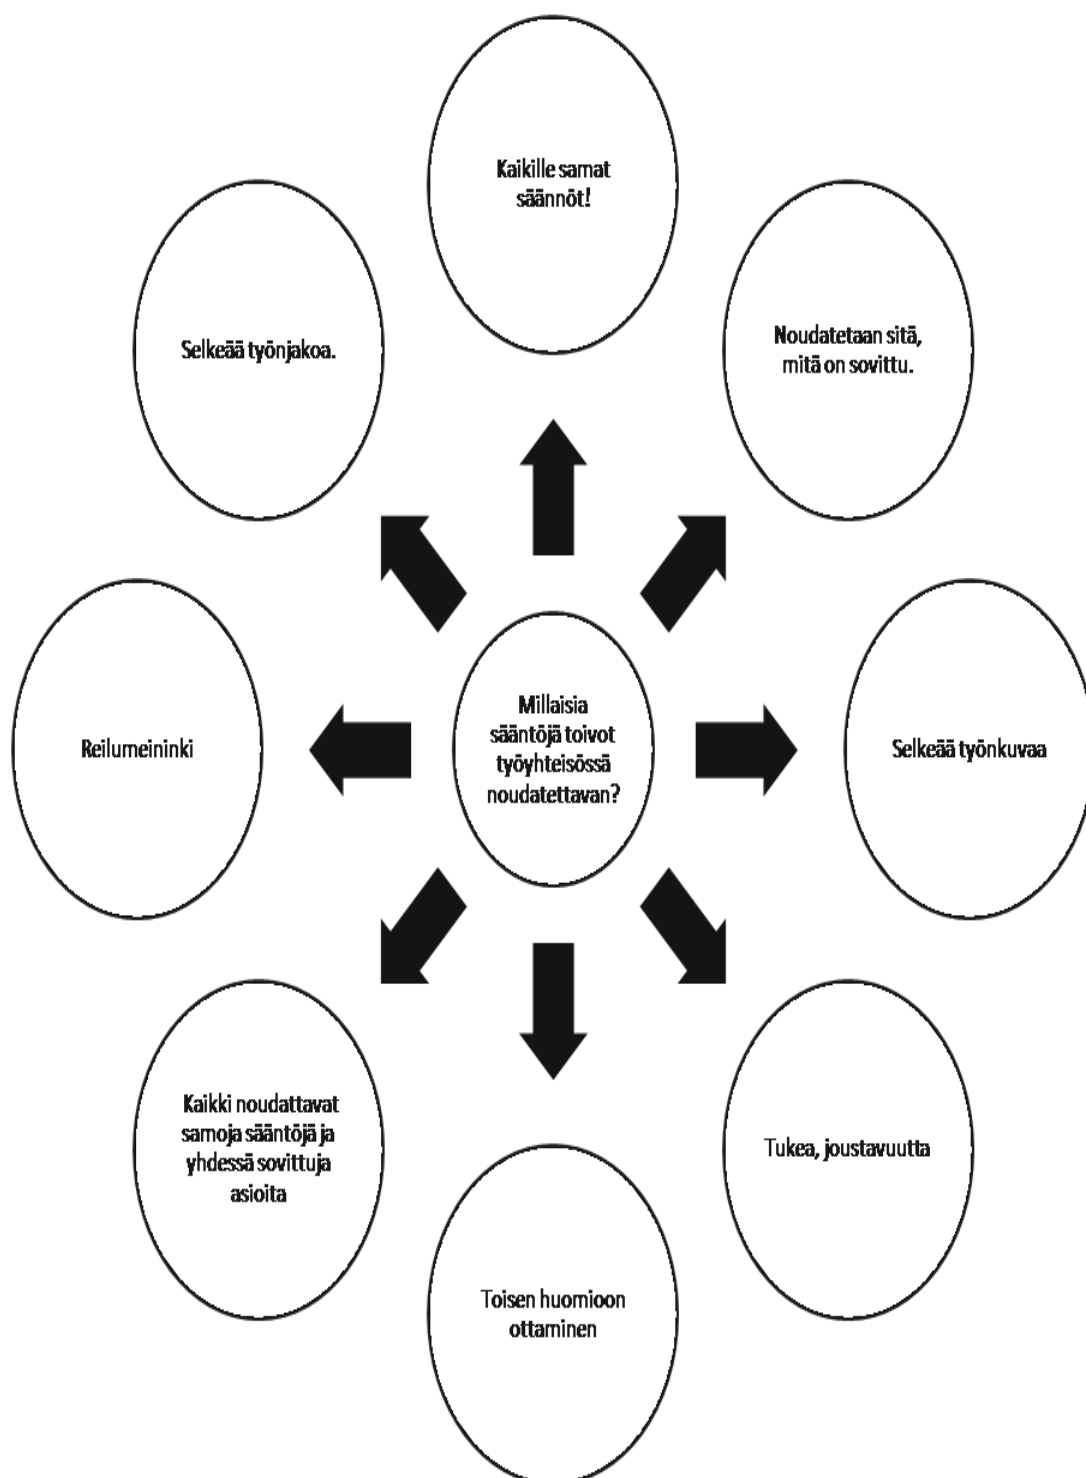 Kaikille samat
säännöt!
Selkeää työnjakoa.
Noudatetaan sitä,
mitä on sovittu.
Millaisia
sääntöjä toivot
työyhteisössä
noudatettavan?
Reilumeininki
Selkeää työnkuvaa
Kaikki noudattavat
samoja sääntöjä ja
yhdessä sovittuja
asioita
Tukea, joustavuutta
Toisen huomioon
ottaminen